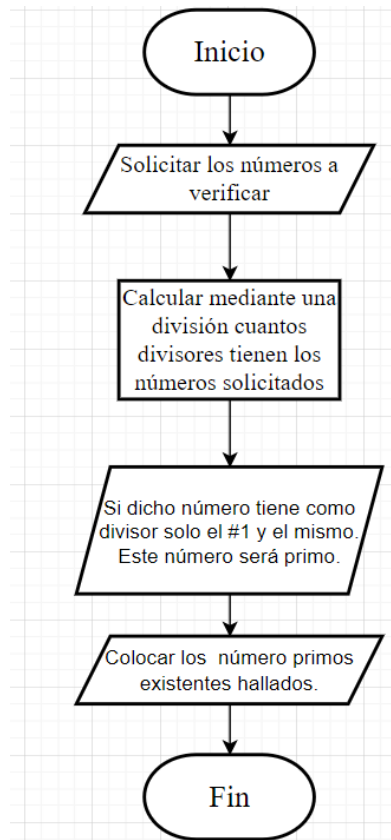 Inicio
Solicitar los números a
verificar
Calcular mediante una
división cuantos
divisores tienen los
números solicitados
Si dicho número tiene como
divisor solo el #1 y el mismo.
Este número será primo.
Colocar los número primos
existentes hallados.
Fin